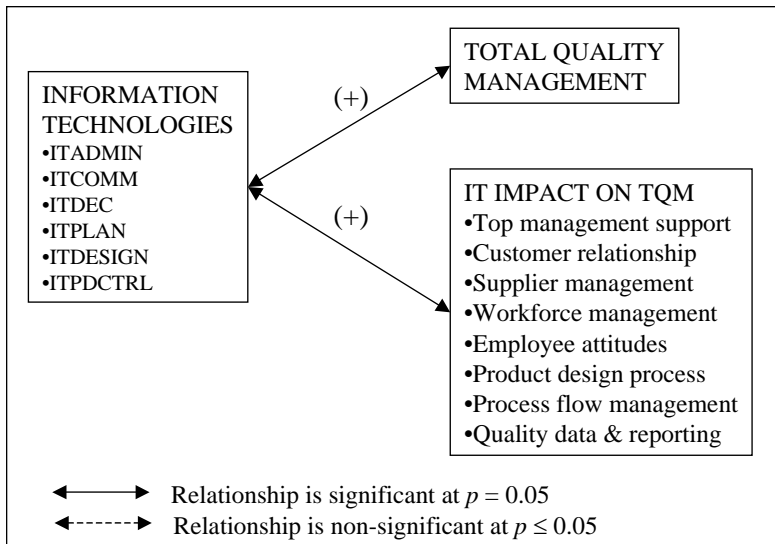 INFORMATION
TECHNOLOGIES
•ITADMIN
•ITCOMM
•ITDEC
•ITPLAN
•ITDESIGN
•ITPDCTRL
(+)
(+)
TOTAL QUALITY
MANAGEMENT
IT IMPACT ON TQM
•Top management support
•Customer relationship
•Supplier management
•Workforce management
•Employee attitudes
•Product design process
•Process flow management
•Quality data & reporting
Relationship is significant at p = 0.05
Relationship is non-significant at p ≤ 0.05